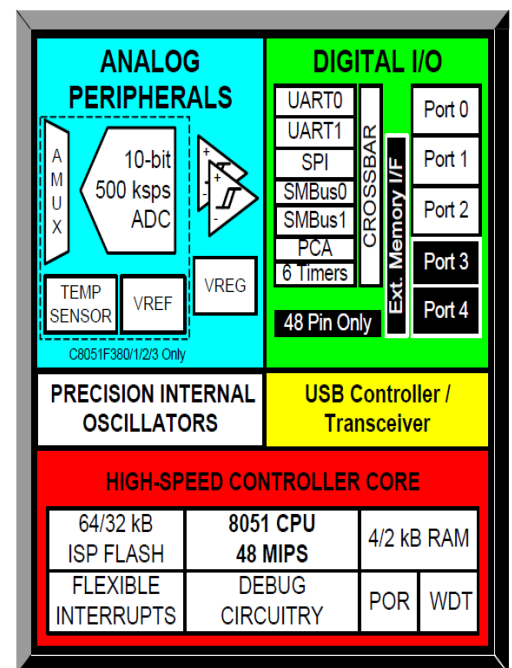 ANALOG
PERIPHERALS
A
M
U
X
10-bit
500 ksps
ADC
+
-
+
-
TEMP
SENSOR
VREF
VREG
C8051F380/1/2/3 Only
DIGITAL I/O
UART0
UART1
SPI
SMBus0
SMBus1
PCA
6 Timers
CROSSBAR
Ext. Memory I/F
Port 0
Port 1
Port 2
Port 3
Port 4
48 Pin Only
PRECISION INTERNAL
OSCILLATORS
USB Controller /
Transceiver
HIGH-SPEED CONTROLLER CORE
64/32 kB
ISP FLASH
8051 CPU
48 MIPS
4/2 kB RAM
FLEXIBLE
INTERRUPTS
DEBUG
CIRCUITRY
POR
WDT